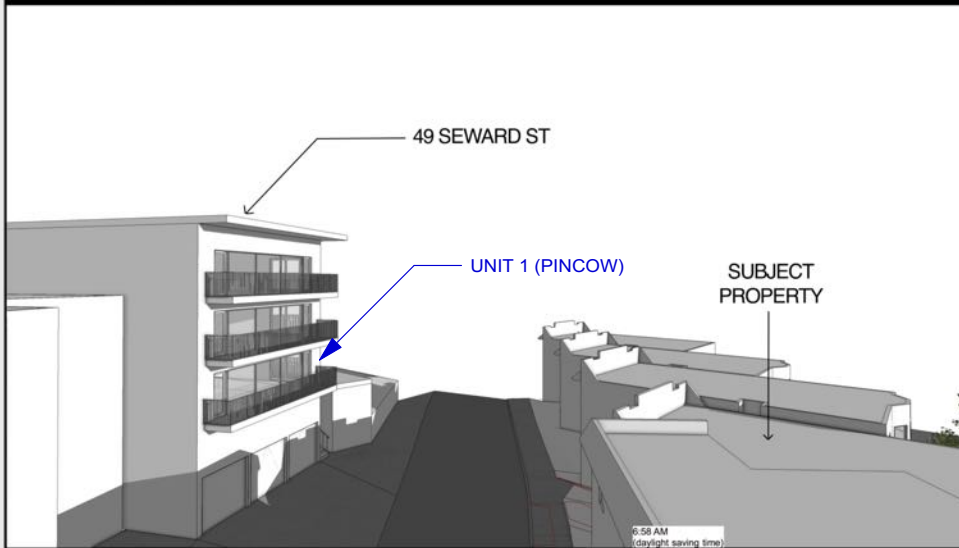 49 SEWARD ST
UNIT 1 (PINCOW)
SUBJECT
PROPERTY
6:58 AM
(daylight saving time)